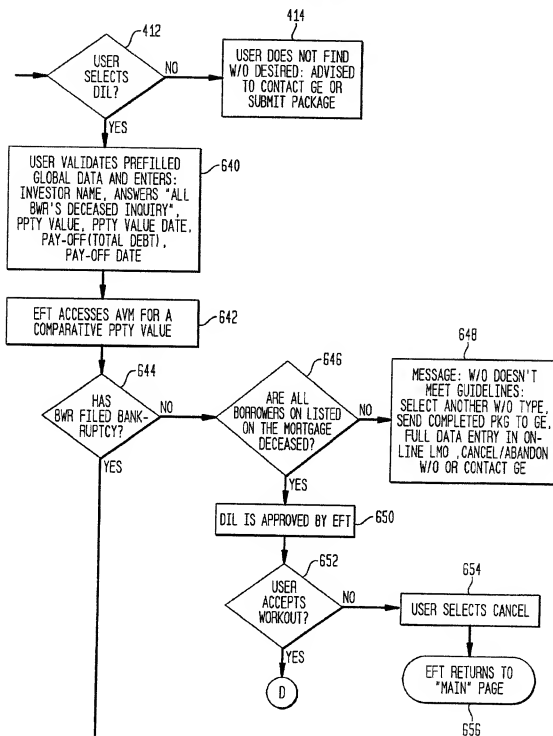 412
USER
SELECTS
DIL?
NO
YES
414
USER DOES NOT FIND
W/O DESIRED: ADVISED
TO CONTACT GE OR
SUBMIT PACKAGE
USER VALIDATES PREFILLED
GLOBAL DATA AND ENTERS:
INVESTOR NAME, ANSWERS "ALL
BWR'S DECEASED INQUIRY",
PPTY VALUE, PPTY VALUE DATE,
PAY-OFF(TOTAL DEBT),
PAY-OFF DATE
640
EFT ACCESSES AVM FOR A
COMPARATIVE PPTY VALUE
642
644
HAS
BWR FILED BANK-
RUPTCY?
NO
YES
646
ARE ALL
BORROWERS ON LISTED
ON THE MORTGAGE
DECEASED?
NO
YES
648
MESSAGE: W/O DOESN'T
MEET GUIDELINES:
SELECT ANOTHER W/O TYPE,
SEND COMPLETED PKG TO GE,
FULL DATA ENTRY IN ON-
LINE LMO ,CANCEL/ABANDON
W/O OR CONTACT GE
DIL IS APPROVED BY EFT
650
652
USER
ACCEPTS
WORKOUT?
NO
YES
D
654
USER SELECTS CANCEL
EFT RETURNS TO
"MAIN" PAGE
656